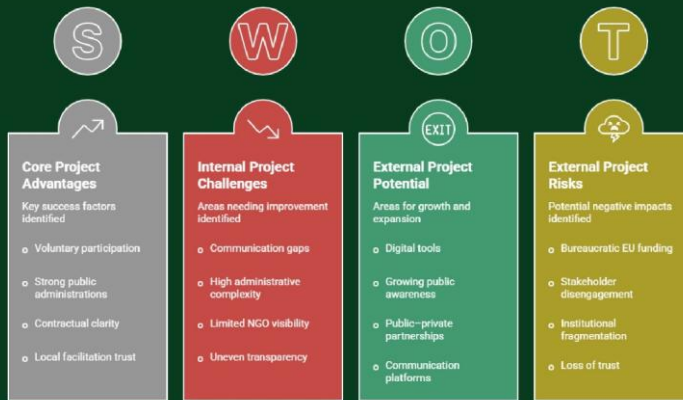 S
W
O
T
Core Project
Advantages
Key success factors
identified
Voluntary participation
Strong public
administrations
Contractual clarity
Local facilitation trust
Internal Project
Challenges
Areas needing improvement
identified
Communication gaps
High administrative
complexity
Limited NGO visibility
Uneven transparency
EXIT
External Project
Potential
Areas for growth and
expansion
Digital tools
Growing public
awareness
Public–private
partnerships
Communication
platforms
External Project
Risks
Potential negative impacts
identified
Bureaucratic EU funding
Stakeholder
disengagement
Institutional
fragmentation
Loss of trust